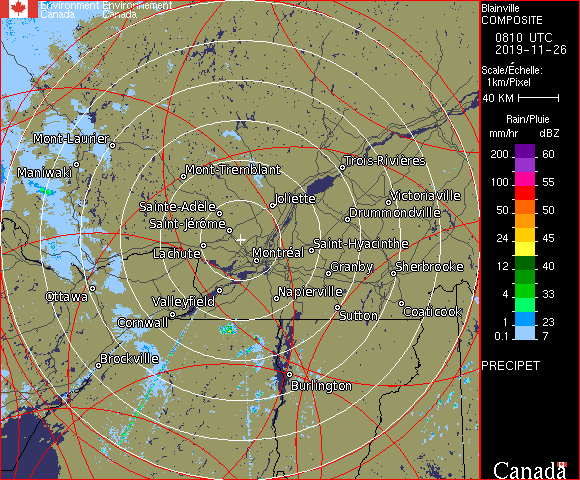 Environment Environnement
Canada Canada
Blainville
COMPOSITE
0810 UTC
2019-11-26
Scale/Échelle:
1km/Pixel
40 KM
Rain/Pluie
mm/hr dBZ
200 60
100 55
50 50
24 45
12 40
4 33
1 23
0.1 7
PRECIPET
Canada
Mont-Laurier
Maniwaki
Mont-Tremblant
Trois-Rivières
Joliette
Victoriaville
Sainte-Adèle
Drummondville
Saint-Jérôme
Saint-Hyacinthe
Lachute
Montréal
Granby
Sherbrooke
Ottawa
Valleyfield
Napierville
Cornwall
Sutton
Coaticook
Brockville
Burlington